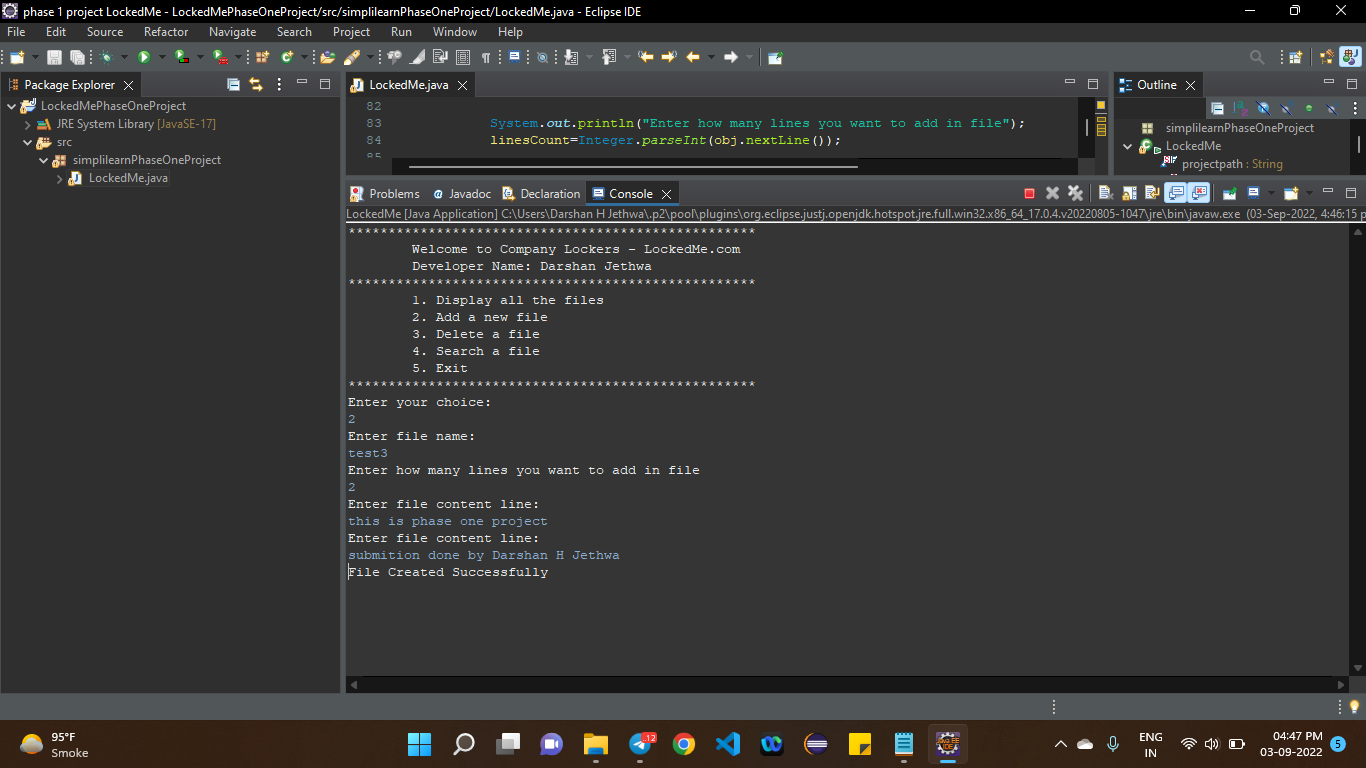 phase 1 project LockedMe - LockedMePhaseOneProject/src/simplilearnPhaseOneProject/LockedMe.java - Eclipse IDE
File Edit Source Refactor Navigate Search Project Run Window Help
Package Explorer
LockedMePhaseOneProject
JRE System Library [JavaSE-17]
src
simplilearnPhaseOneProject
LockedMe.java
LockedMe.java
82
83 System.out.println("Enter how many lines you want to add in file");
84 linesCount=Integer.parseInt(obj.nextLine());
85
Outline
simplilearnPhaseOneProject
LockedMe
projectpath : String
Problems Javadoc Declaration Console
LockedMe [Java Application] C:\Users\Darshan H Jethwa\.p2\pool\plugins\org.eclipse.justj.openjdk.hotspot.jre.full.win32.x86_64_17.0.4.v20220805-1047\jre\bin\javaw.exe (03-Sep-2022, 4:46:15 p
***************************************************
Welcome to Company Lockers - LockedMe.com
Developer Name: Darshan Jethwa
***************************************************
1. Display all the files
2. Add a new file
3. Delete a file
4. Search a file
5. Exit
***************************************************
Enter your choice:
2
Enter file name:
test3
Enter how many lines you want to add in file
2
Enter file content line:
this is phase one project
Enter file content line:
submition done by Darshan H Jethwa
File Created Successfully
95°F
Smoke
12
ENG
IN
04:47 PM
03-09-2022
5